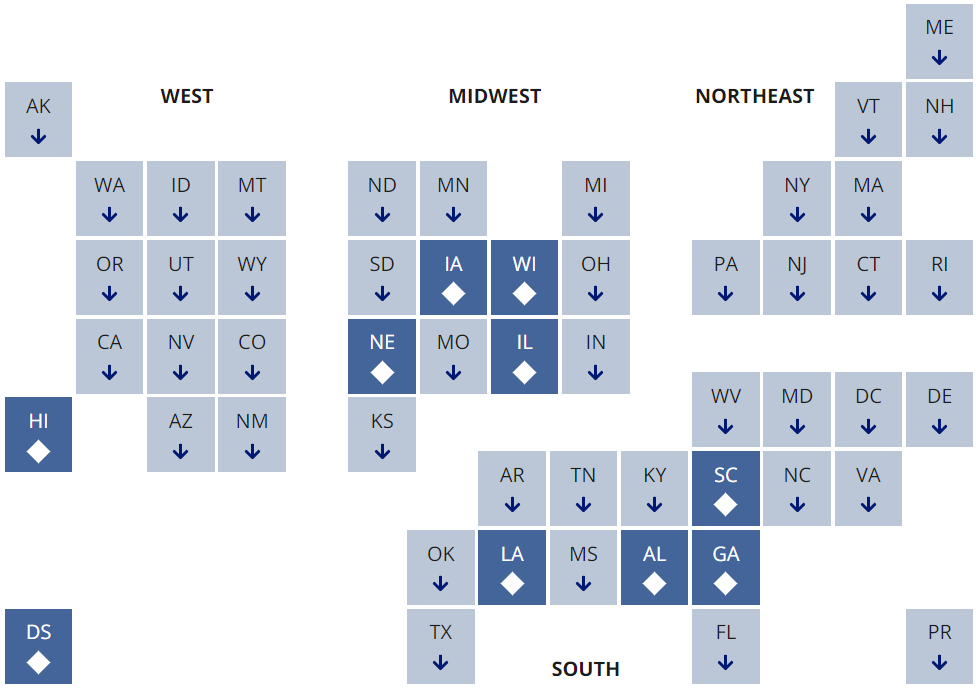 ME
WEST MIDWEST NORTHEAST
AK VT NH
WA ID MT ND MN MI NY MA
OR UT WY SD IA WI OH PA NJ CT RI
CA NV CO NE MO IL IN
WV MD DC DE
HI AZ NM KS
AR TN KY SC NC VA
OK LA MS AL GA
DS TX FL PR
SOUTH